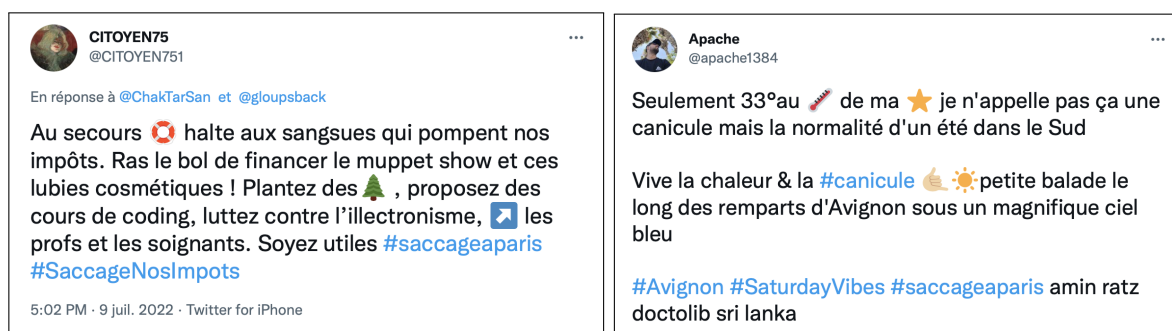 CITOYEN75
@CITOYEN751
En réponse à @ChakTarSan et @gloupsback
Au secours 🛟 halte aux sangsues qui pompent nos
impôts. Ras le bol de financer le muppet show et ces
lubies cosmétiques ! Plantez des🌲 , proposez des
cours de coding, luttez contre l’illectronisme, ↗️ les
profs et les soignants. Soyez utiles #saccageaparis
#SaccageNosImpots
5:02 PM · 9 juil. 2022 · Twitter for iPhone
Apache
@apache1384
Seulement 33°au 🌡️ de ma ⭐ je n'appelle pas ça une
canicule mais la normalité d'un été dans le Sud
Vive la chaleur & la #canicule 🤙🏼☀️petite balade le
long des remparts d'Avignon sous un magnifique ciel
bleu
#Avignon #SaturdayVibes #saccageaparis amin ratz
doctolib sri lanka